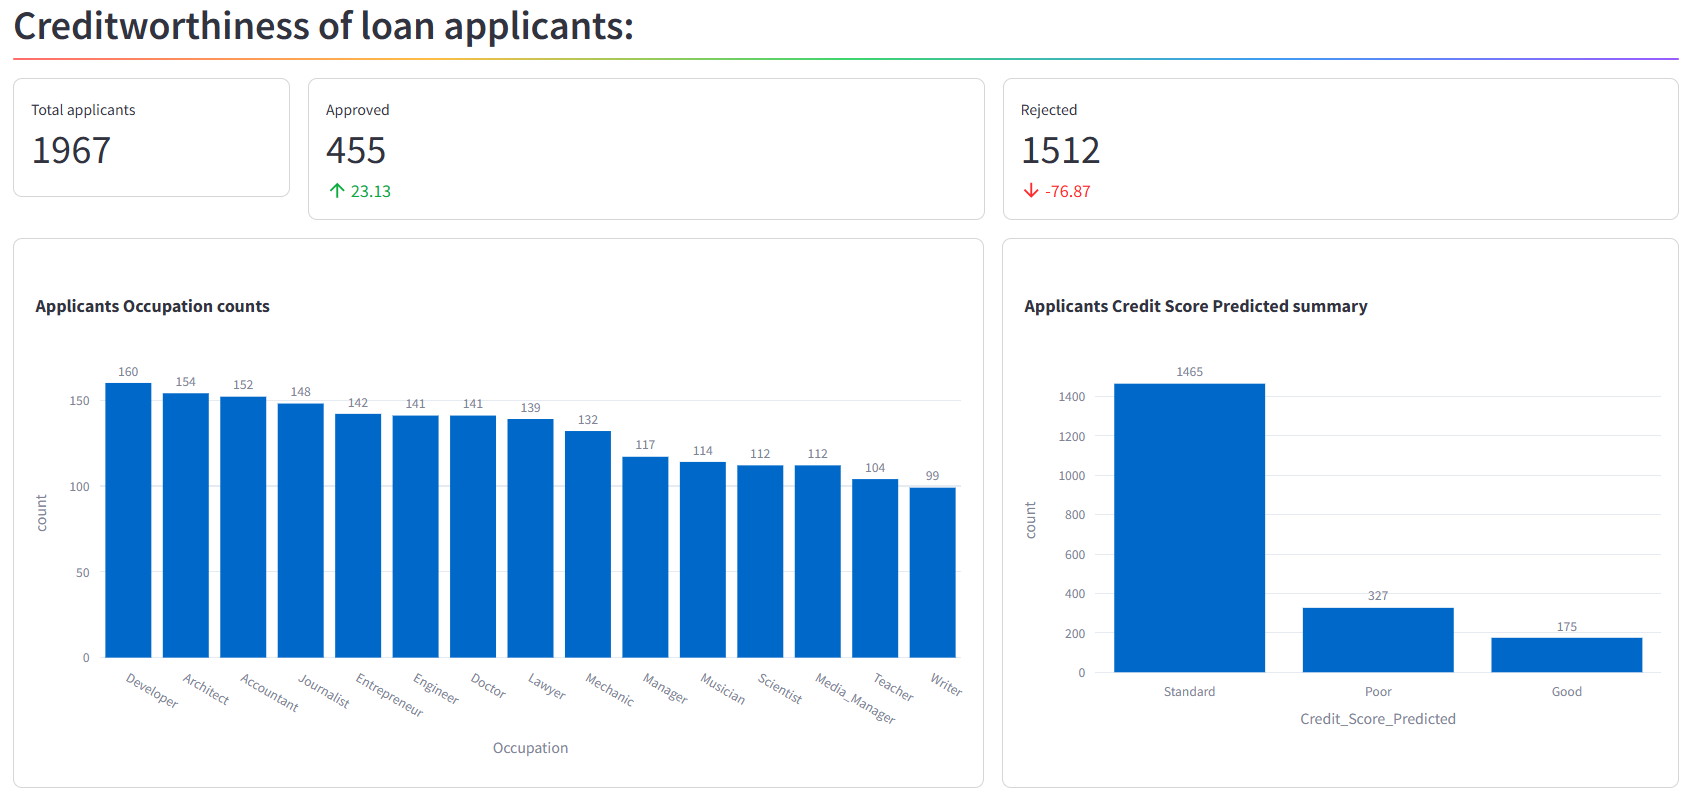 Creditworthiness of loan applicants:
Total applicants
1967
Approved
455
↑ 23.13
Rejected
1512
↓ -76.87
Applicants Occupation counts
160
154
152
148
142
141
141
139
132
117
114
112
112
104
99
150
100
50
0
count
Developer
Architect
Accountant
Journalist
Entrepreneur
Engineer
Doctor
Lawyer
Mechanic
Manager
Musician
Scientist
Media_Manager
Teacher
Writer
Occupation
Applicants Credit Score Predicted summary
1465
327
175
1400
1200
1000
800
600
400
200
0
count
Standard
Poor
Good
Credit_Score_Predicted